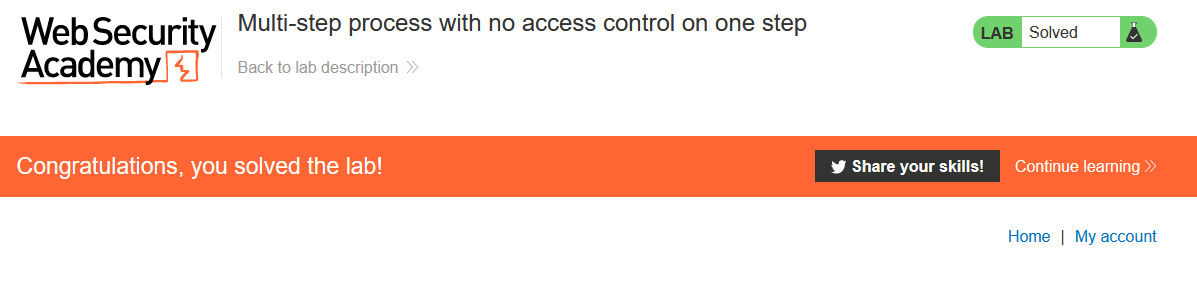 Web Security
Academy
Multi-step process with no access control on one step
Back to lab description
LAB Solved
Congratulations, you solved the lab!
Share your skills!
Continue learning
Home | My account